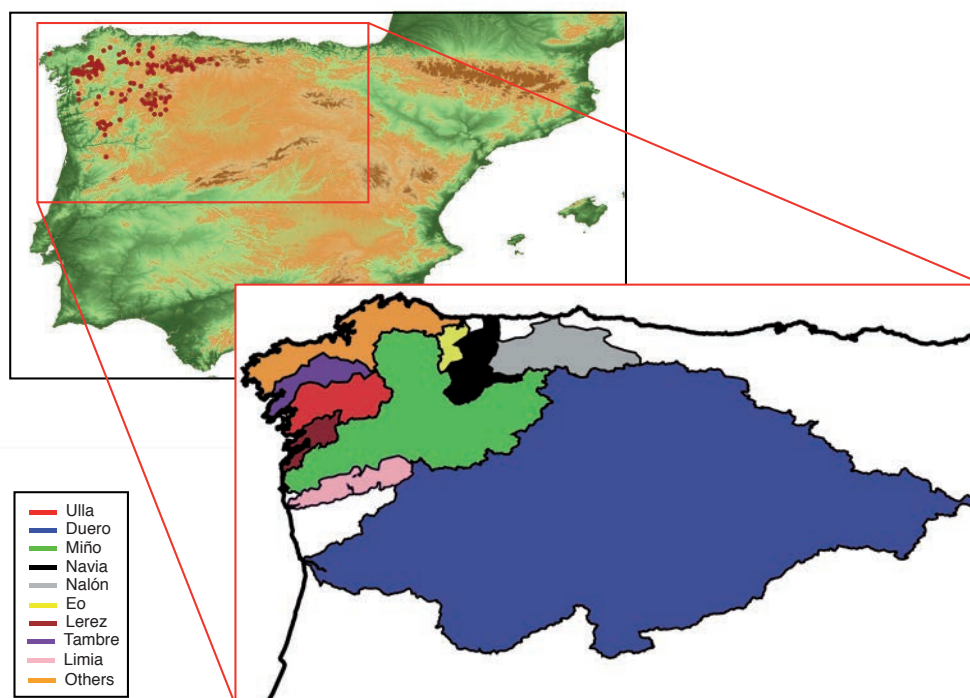 Ulla
Duero
Miño
Navia
Nalón
Eo
Lerez
Tambre
Limia
Others